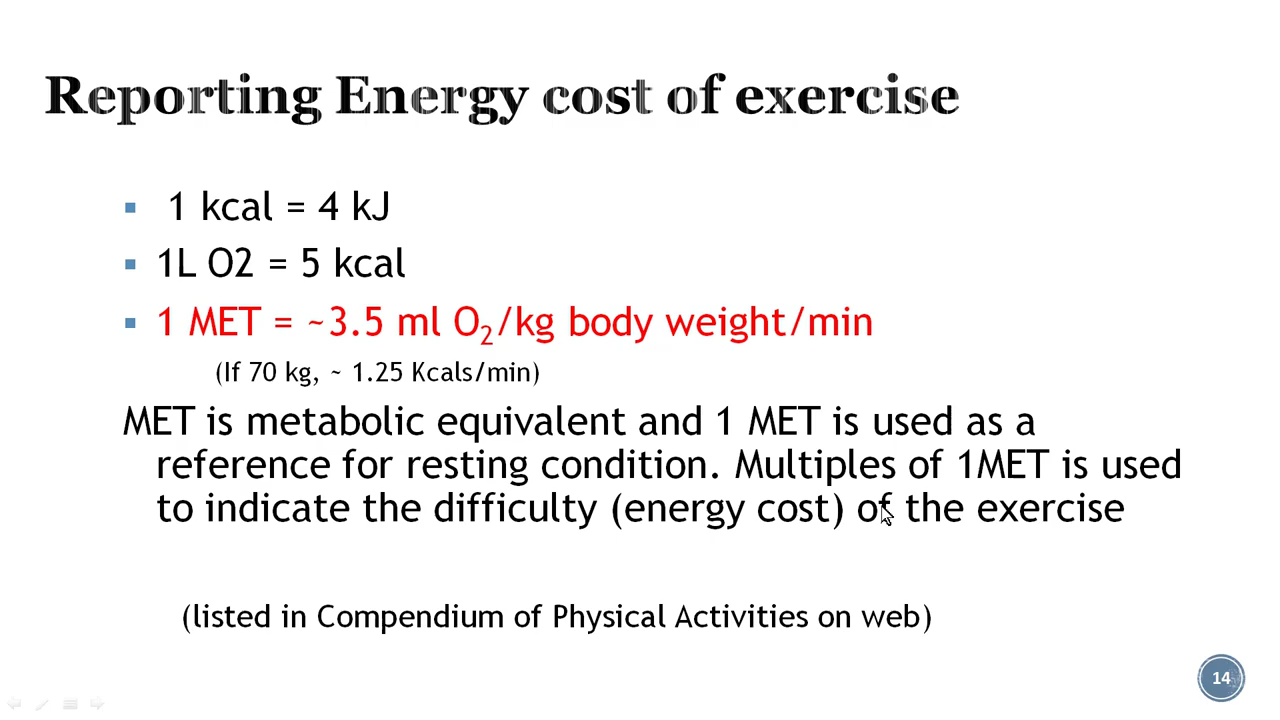 Reporting Energy cost of exercise
1 kcal = 4 kJ
1L O2 = 5 kcal
1 MET = ~3.5 ml O₂/kg body weight/min
(If 70 kg, ~ 1.25 Kcals/min)
MET is metabolic equivalent and 1 MET is used as a
reference for resting condition. Multiples of 1MET is used
to indicate the difficulty (energy cost) of the exercise
(listed in Compendium of Physical Activities on web)
14